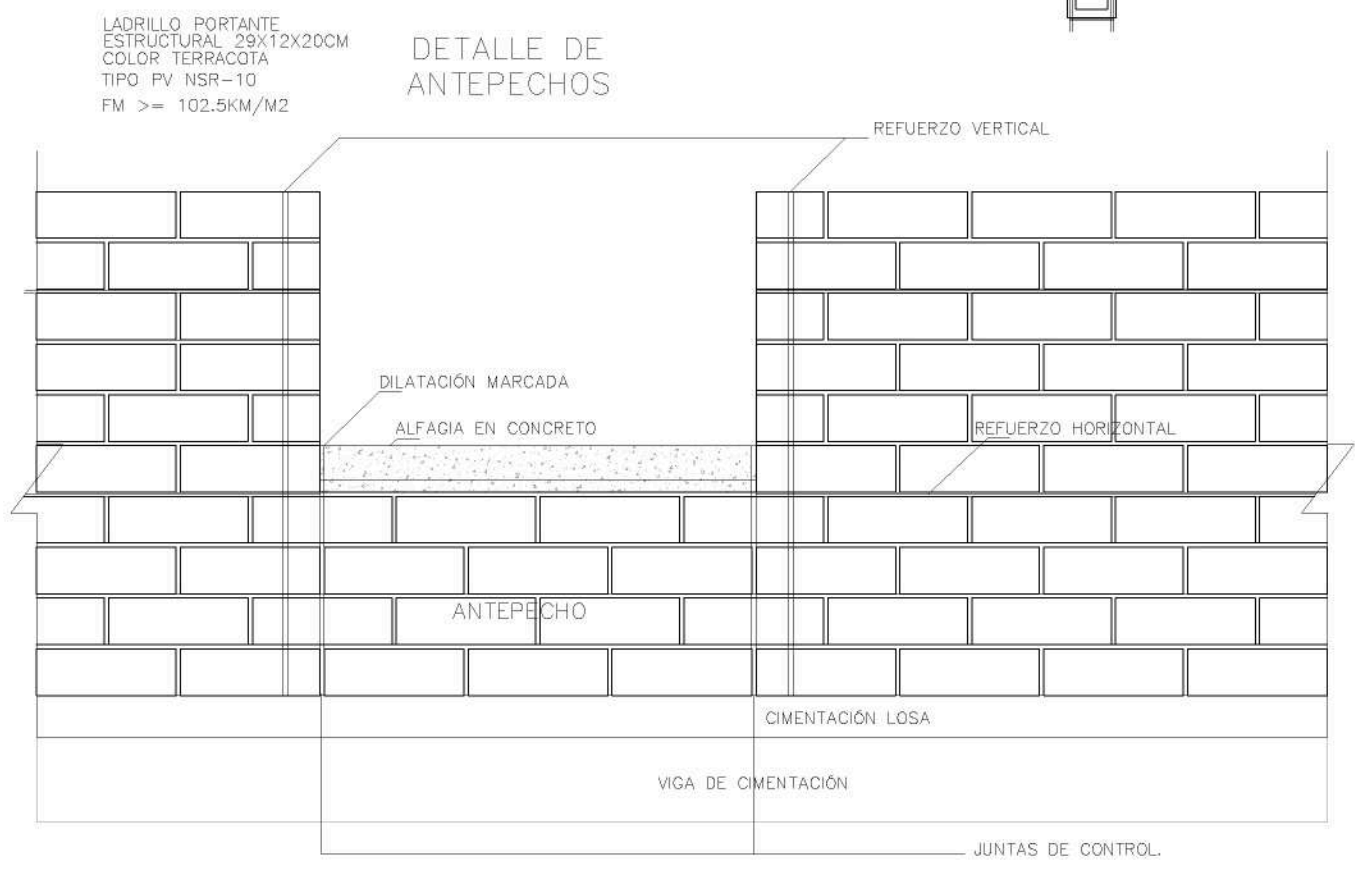 LADRILLO PORTANTE
ESTRUCTURAL 29X12X20CM
COLOR TERRACOTA
TIPO PV NSR-10
FM >= 102.5KM/M2
DETALLE DE
ANTEPECHOS
REFUERZO VERTICAL
DILATACIÓN MARCADA
ALFAGIA EN CONCRETO
REFUERZO HORIZONTAL
ANTEPECHO
CIMENTACIÓN LOSA
VIGA DE CIMENTACIÓN
JUNTAS DE CONTROL.